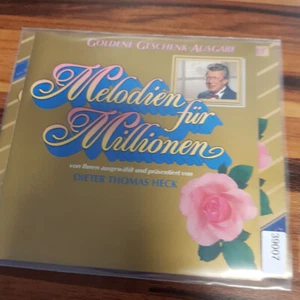 GOLDENE GESCHENK-AUSGABE
Melodien für
Millionen
von Ihnen ausgewählt und präsentiert von
DIETER THOMAS HECK
39007